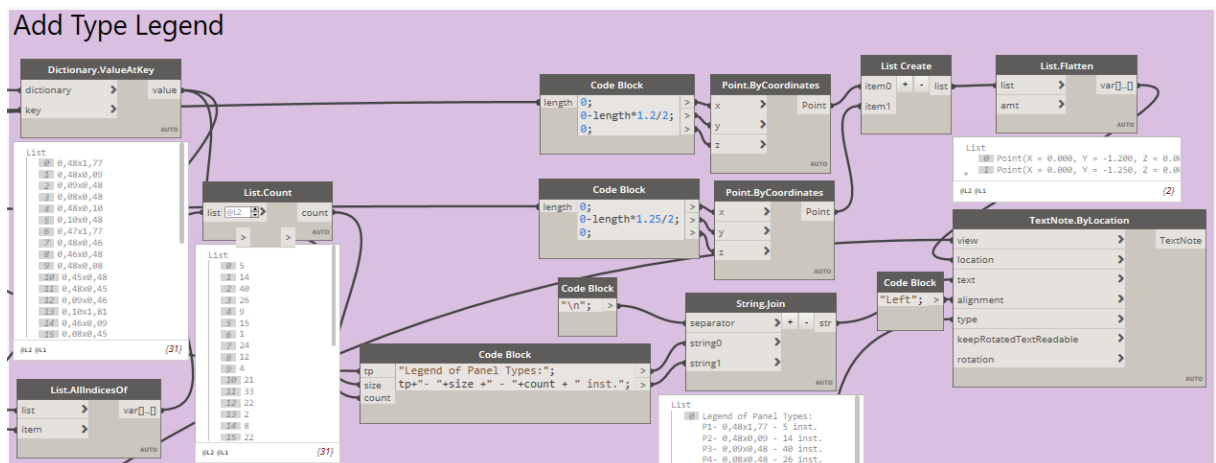 Add Type Legend
Dictionary.ValueAtKey
dictionary > value
key >
AUTO
List
0 0,48x1,77
1 0,48x0,09
2 0,09x0,48
3 0,08x0,48
4 0,48x0,10
5 0,10x0,48
6 0,47x1,77
7 0,48x0,46
8 0,46x0,48
9 0,48x0,08
10 0,45x0,48
11 0,48x0,45
12 0,09x0,46
13 0,10x1,81
14 0,46x0,09
15 0,08x0,45
@L2 @L1 {31}
List.AllIndicesOf
list > var[]..[]
item >
AUTO
List.Count
list @L2 > count
AUTO
> >
List
0 5
1 14
2 40
3 26
4 9
5 15
6 1
7 24
8 12
9 4
10 21
11 33
12 22
13 2
14 8
15 22
@L2 @L1 {31}
Code Block
length 0; >
0-length*1.2/2; >
0; >
Point.ByCoordinates
x > Point
y >
z >
AUTO
List Create
item0 + - list
item1
AUTO
List.Flatten
list > var[]..[]
amt >
AUTO
List
0 Point(X = 0.000, Y = -1.200, Z = 0.00
1 Point(X = 0.000, Y = -1.250, Z = 0.00
@L2 @L1 {2}
Code Block
length 0; >
0-length*1.25/2; >
0; >
Point.ByCoordinates
x > Point
y >
z >
AUTO
Code Block
"\n"; >
String.Join
separator > + - str
string0 >
string1 >
AUTO
Code Block
tp "Legend of Panel Types:"; >
size tp+"- "+size +" - "+count + " inst."; >
count
List
0 Legend of Panel Types:
P1- 0,48x1,77 - 5 inst.
P2- 0,48x0,09 - 14 inst.
P3- 0,09x0,48 - 40 inst.
P4- 0,08x0,48 - 26 inst.
Code Block
"Left"; >
TextNote.ByLocation
view > TextNote
location >
text >
alignment >
type >
keepRotatedTextReadable >
rotation >
AUTO